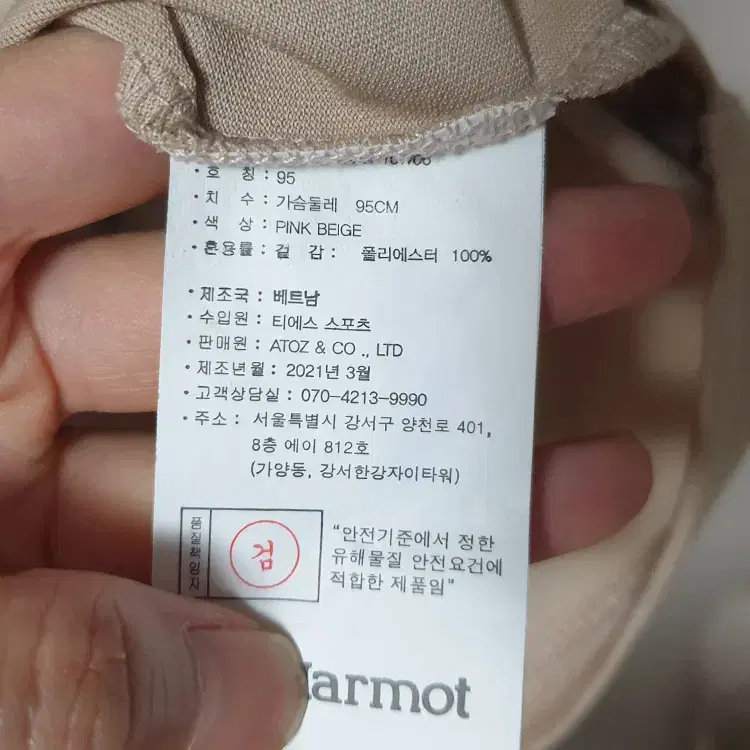 · 호 칭 : 95
· 치 수 : 가슴둘레 95CM
· 색 상 : PINK BEIGE
· 혼용률 : 겉 감 : 폴리에스터 100%
· 제조국 : 베트남
· 수입원 : 티에스 스포츠
· 판매원 : ATOZ & CO ., LTD
· 제조년월 : 2021년 3월
· 고객상담실 : 070-4213-9990
· 주소 : 서울특별시 강서구 양천로 401,
8층 에이 812호
(가양동, 강서한강자이타워)
품질책임자
검
"안전기준에서 정한
유해물질 안전요건에
적합한 제품임"